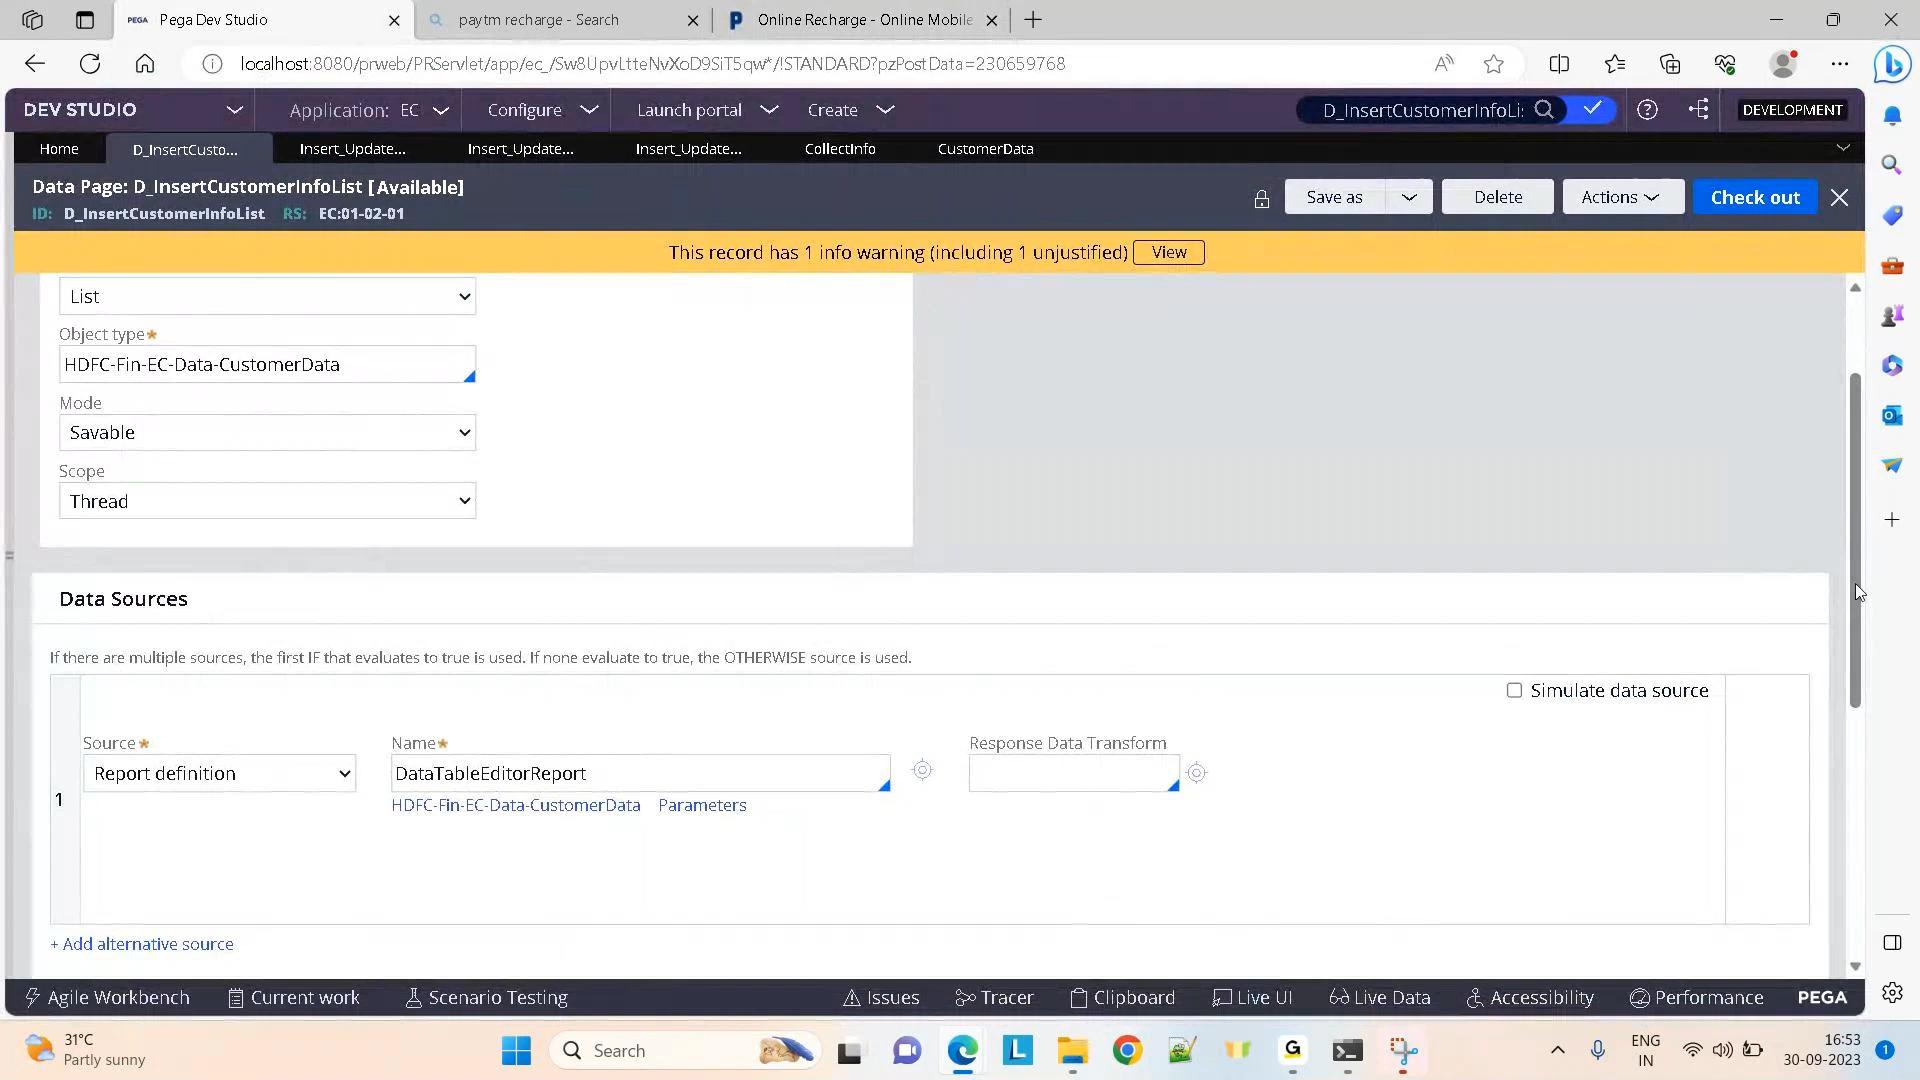 PEGA Pega Dev Studio
paytm recharge - Search
Online Recharge - Online Mobile
localhost:8080/prweb/PRServlet/app/ec_/Sw8UpvLtteNvXoD9SiT5qw*/!STANDARD?pzPostData=230659768
DEV STUDIO Application: EC Configure Launch portal Create D_InsertCustomerInfoLi: DEVELOPMENT
Home D_InsertCusto... Insert_Update... Insert_Update... Insert_Update... CollectInfo CustomerData
Data Page: D_InsertCustomerInfoList [Available]
ID: D_InsertCustomerInfoList RS: EC:01-02-01
Save as Delete Actions Check out
This record has 1 info warning (including 1 unjustified) View
List
Object type*
HDFC-Fin-EC-Data-CustomerData
Mode
Savable
Scope
Thread
Data Sources
If there are multiple sources, the first IF that evaluates to true is used. If none evaluate to true, the OTHERWISE source is used.
Simulate data source
Source* Name* Response Data Transform
1 Report definition DataTableEditorReport
HDFC-Fin-EC-Data-CustomerData Parameters
+ Add alternative source
Agile Workbench Current work Scenario Testing Issues Tracer Clipboard Live UI Live Data Accessibility Performance PEGA
31°C
Partly sunny
Search
ENG
IN
16:53
30-09-2023
1